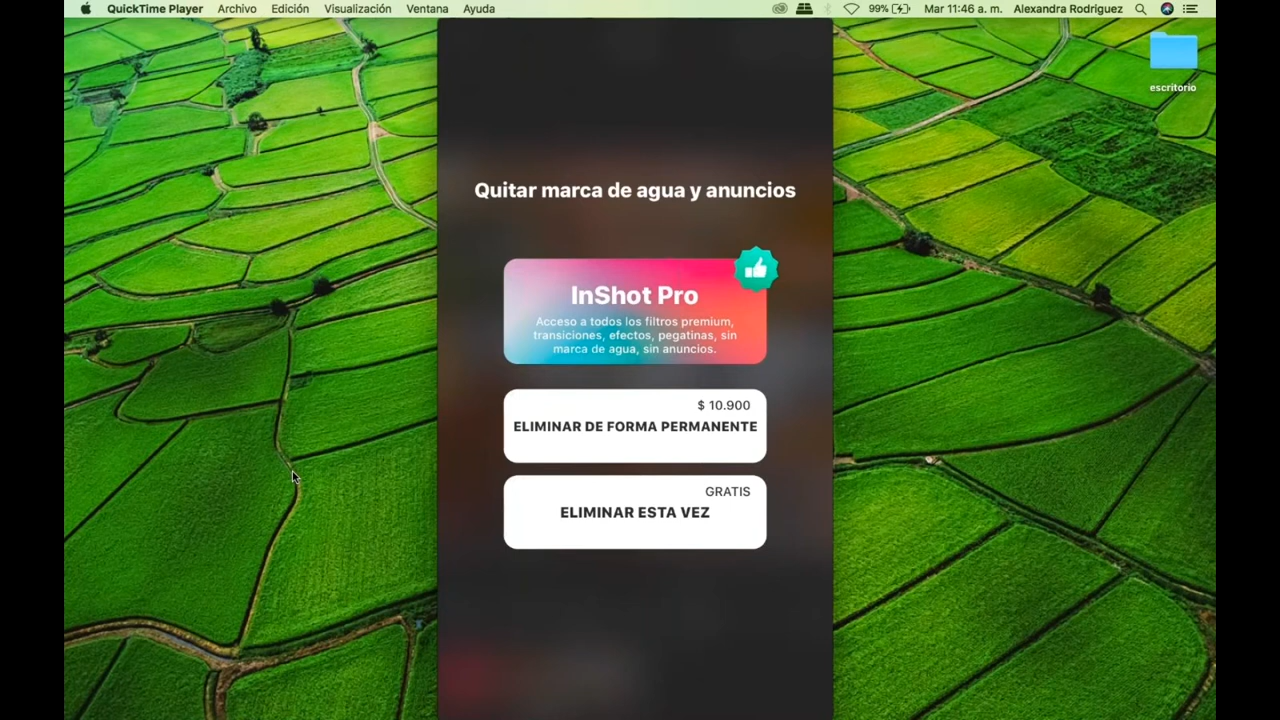 QuickTime Player Archivo Edición Visualización Ventana Ayuda 99% Mar 11:46 a. m. Alexandra Rodriguez
escritorio
Quitar marca de agua y anuncios
InShot Pro
Acceso a todos los filtros premium,
transiciones, efectos, pegatinas, sin
marca de agua, sin anuncios.
$ 10.900
ELIMINAR DE FORMA PERMANENTE
GRATIS
ELIMINAR ESTA VEZ